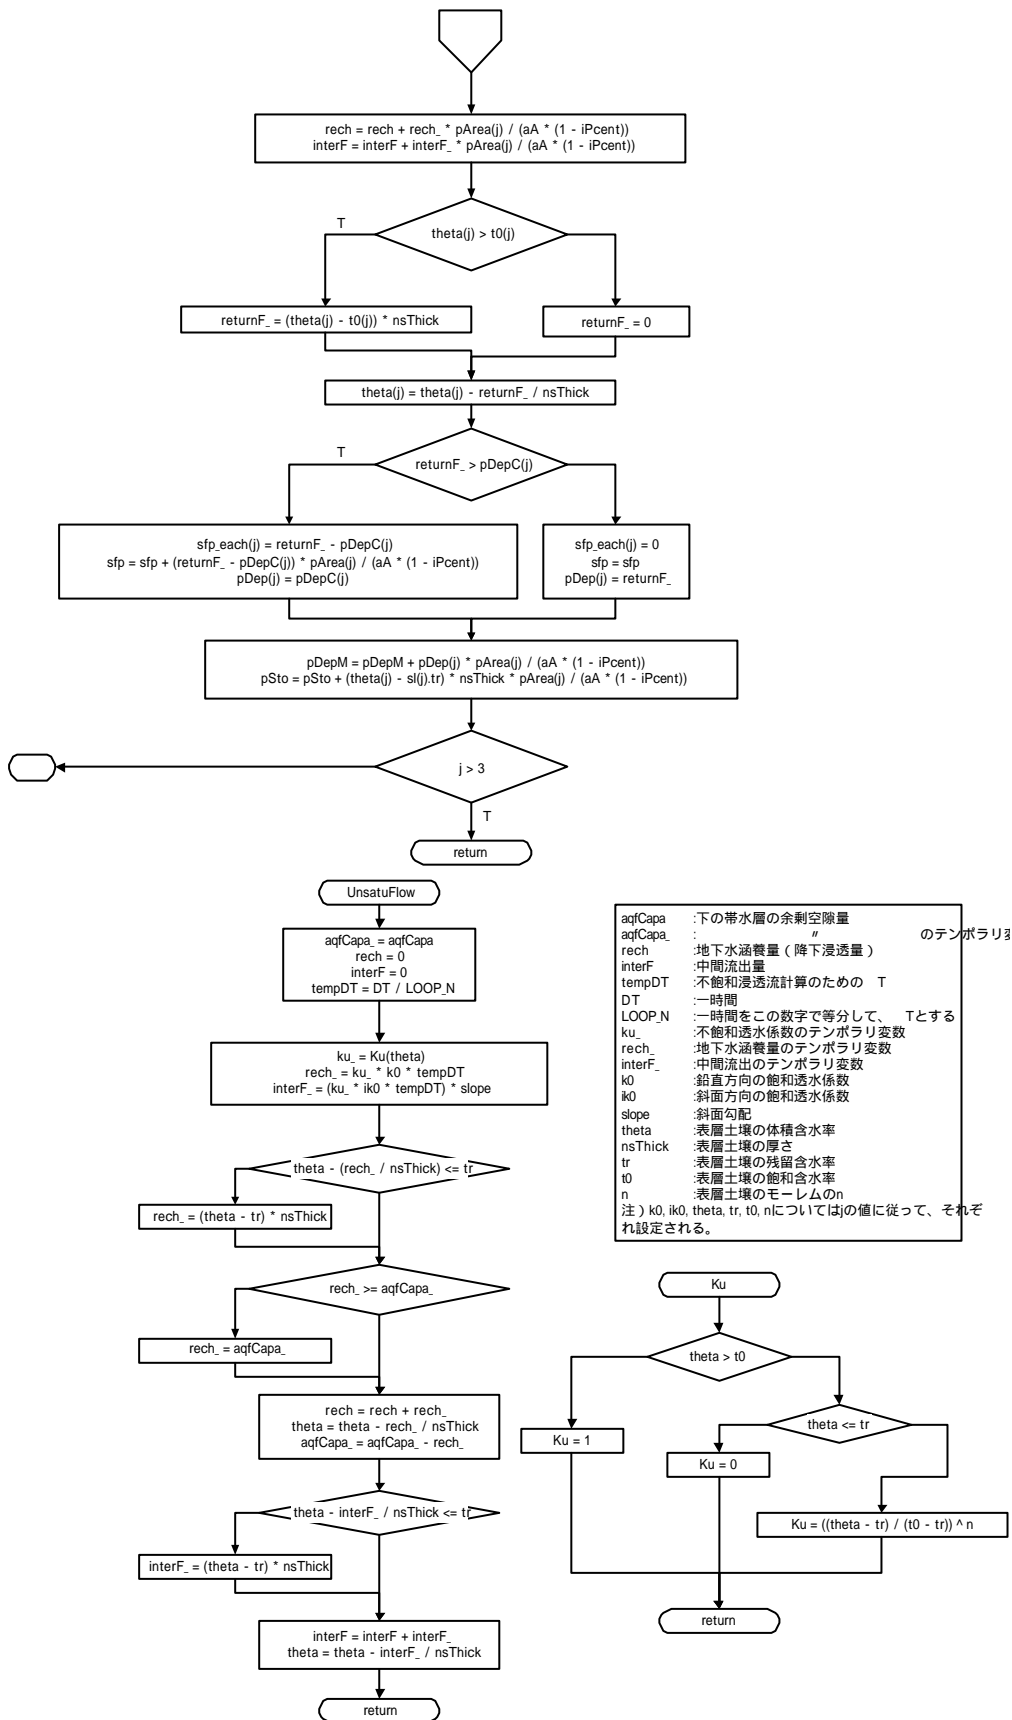 rech = rech + rech_ * pArea(j) / (aA * (1 - iPcent))
interF = interF + interF_ * pArea(j) / (aA * (1 - iPcent))
theta(j) > t0(j)
T
returnF_ = (theta(j) - t0(j)) * nsThick
returnF_ = 0
theta(j) = theta(j) - returnF_ / nsThick
returnF_ > pDepC(j)
T
sfp_each(j) = returnF_ - pDepC(j)
sfp = sfp + (returnF_ - pDepC(j)) * pArea(j) / (aA * (1 - iPcent))
pDep(j) = pDepC(j)
sfp_each(j) = 0
sfp = sfp
pDep(j) = returnF_
pDepM = pDepM + pDep(j) * pArea(j) / (aA * (1 - iPcent))
pSto = pSto + (theta(j) - sl(j).tr) * nsThick * pArea(j) / (aA * (1 - iPcent))
j > 3
T
return
UnsatuFlow
aqfCapa_ = aqfCapa
rech = 0
interF = 0
tempDT = DT / LOOP_N
ku_ = Ku(theta)
rech_ = ku_ * k0 * tempDT
interF_ = (ku_ * ik0 * tempDT) * slope
theta - (rech_ / nsThick) <= tr
rech_ = (theta - tr) * nsThick
rech_ >= aqfCapa_
rech_ = aqfCapa_
rech = rech + rech_
theta = theta - rech_ / nsThick
aqfCapa_ = aqfCapa_ - rech_
theta - interF_ / nsThick <= tr
interF_ = (theta - tr) * nsThick
interF = interF + interF_
theta = theta - interF_ / nsThick
return
aqfCapa :下の帯水層の余剰空隙量
aqfCapa_ : 〃 のテンポラリ変
rech :地下水涵養量(降下浸透量)
interF :中間流出量
tempDT :不飽和浸透流計算のための T
DT :一時間
LOOP_N :一時間をこの数字で等分して、 Tとする
ku_ :不飽和透水係数のテンポラリ変数
rech_ :地下水涵養量のテンポラリ変数
interF_ :中間流出のテンポラリ変数
k0 :鉛直方向の飽和透水係数
ik0 :斜面方向の飽和透水係数
slope :斜面勾配
theta :表層土壌の体積含水率
nsThick :表層土壌の厚さ
tr :表層土壌の残留含水率
t0 :表層土壌の飽和含水率
n :表層土壌のモーレムのn
注)k0, ik0, theta, tr, t0, nについてはjの値に従って、それぞ
れ設定される。
Ku
theta > t0
theta <= tr
Ku = 1
Ku = 0
Ku = ((theta - tr) / (t0 - tr)) ^ n
return